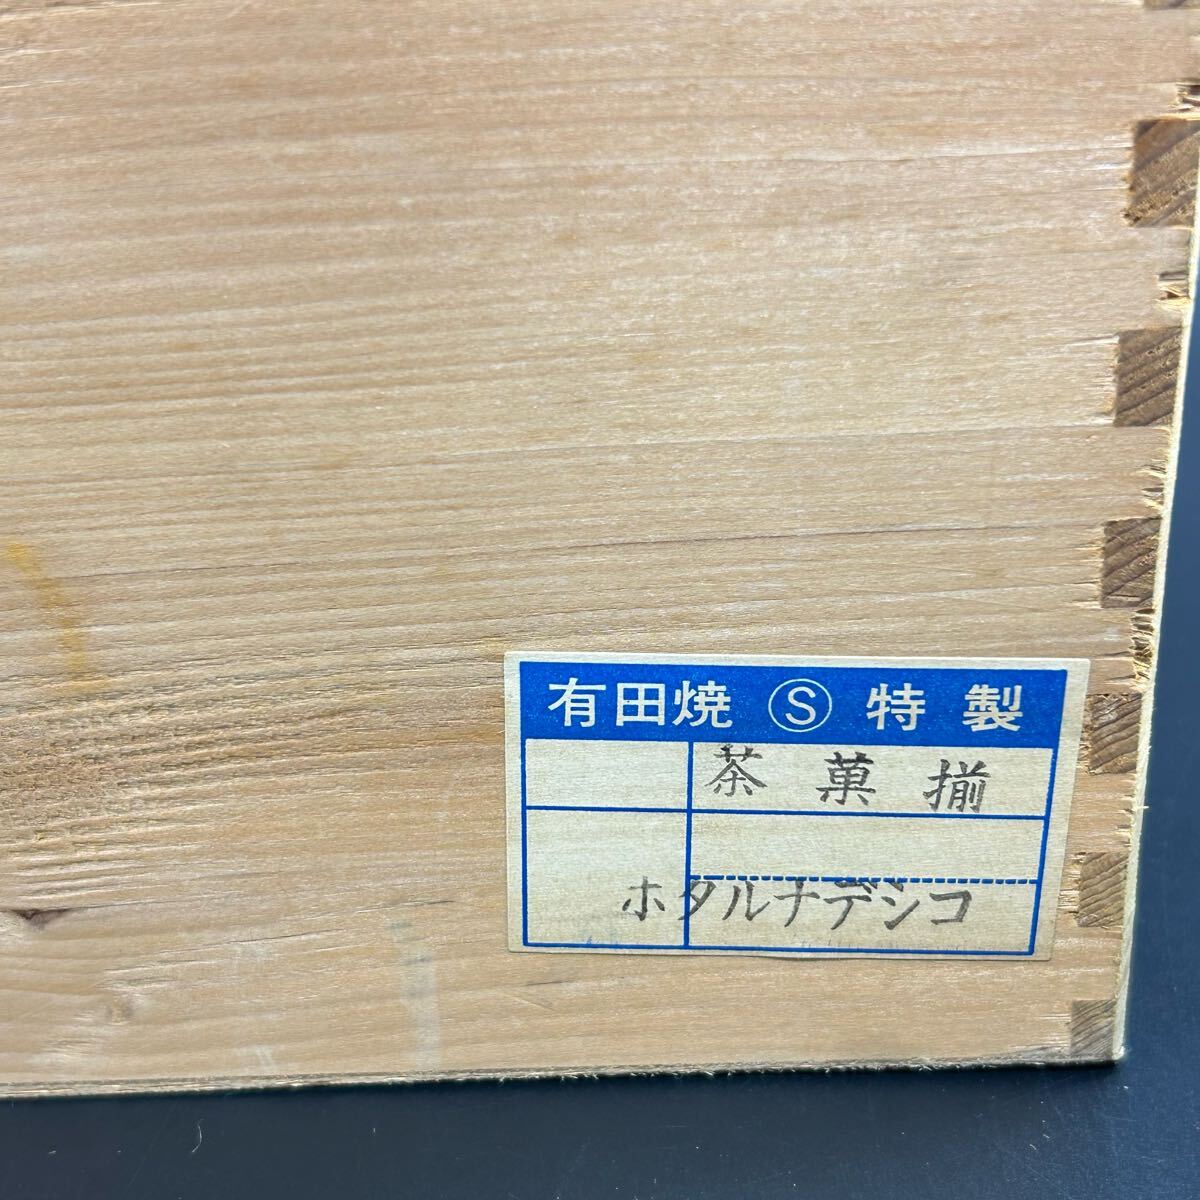 有田焼 Ⓢ 特製
茶菓揃
ホタルナデシコ